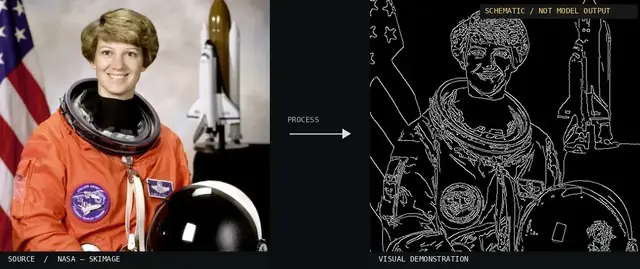 SCHEMATIC / NOT MODEL OUTPUT
PROCESS
SOURCE / NASA — SKIMAGE
VISUAL DEMONSTRATION